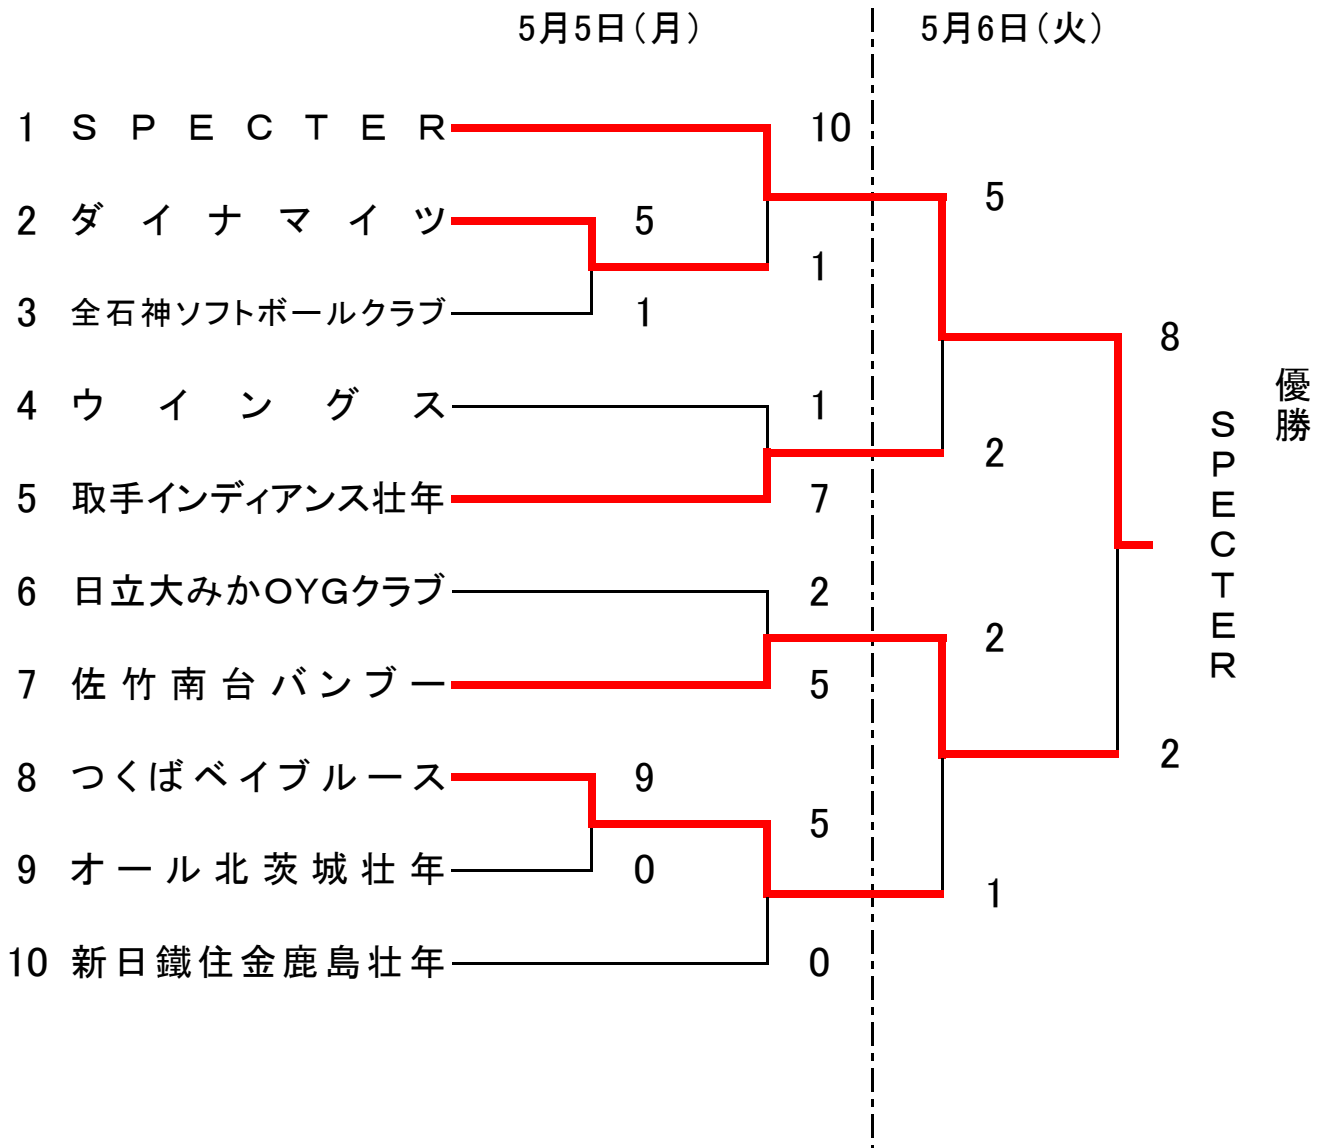 5月5日(月) 5月6日(火)
1 SPECTER 10
5
2 ダイナマイツ 5
1
3 全石神ソフトボールクラブ 1
8
4 ウイングス 1
2
5 取手インディアンス壮年 7
優勝
SPECTER
6 日立大みかOYGクラブ 2
2
7 佐竹南台バンブー 5
2
8 つくばベイブルース 9
5
9 オール北茨城壮年 0
1
10 新日鐵住金鹿島壮年 0